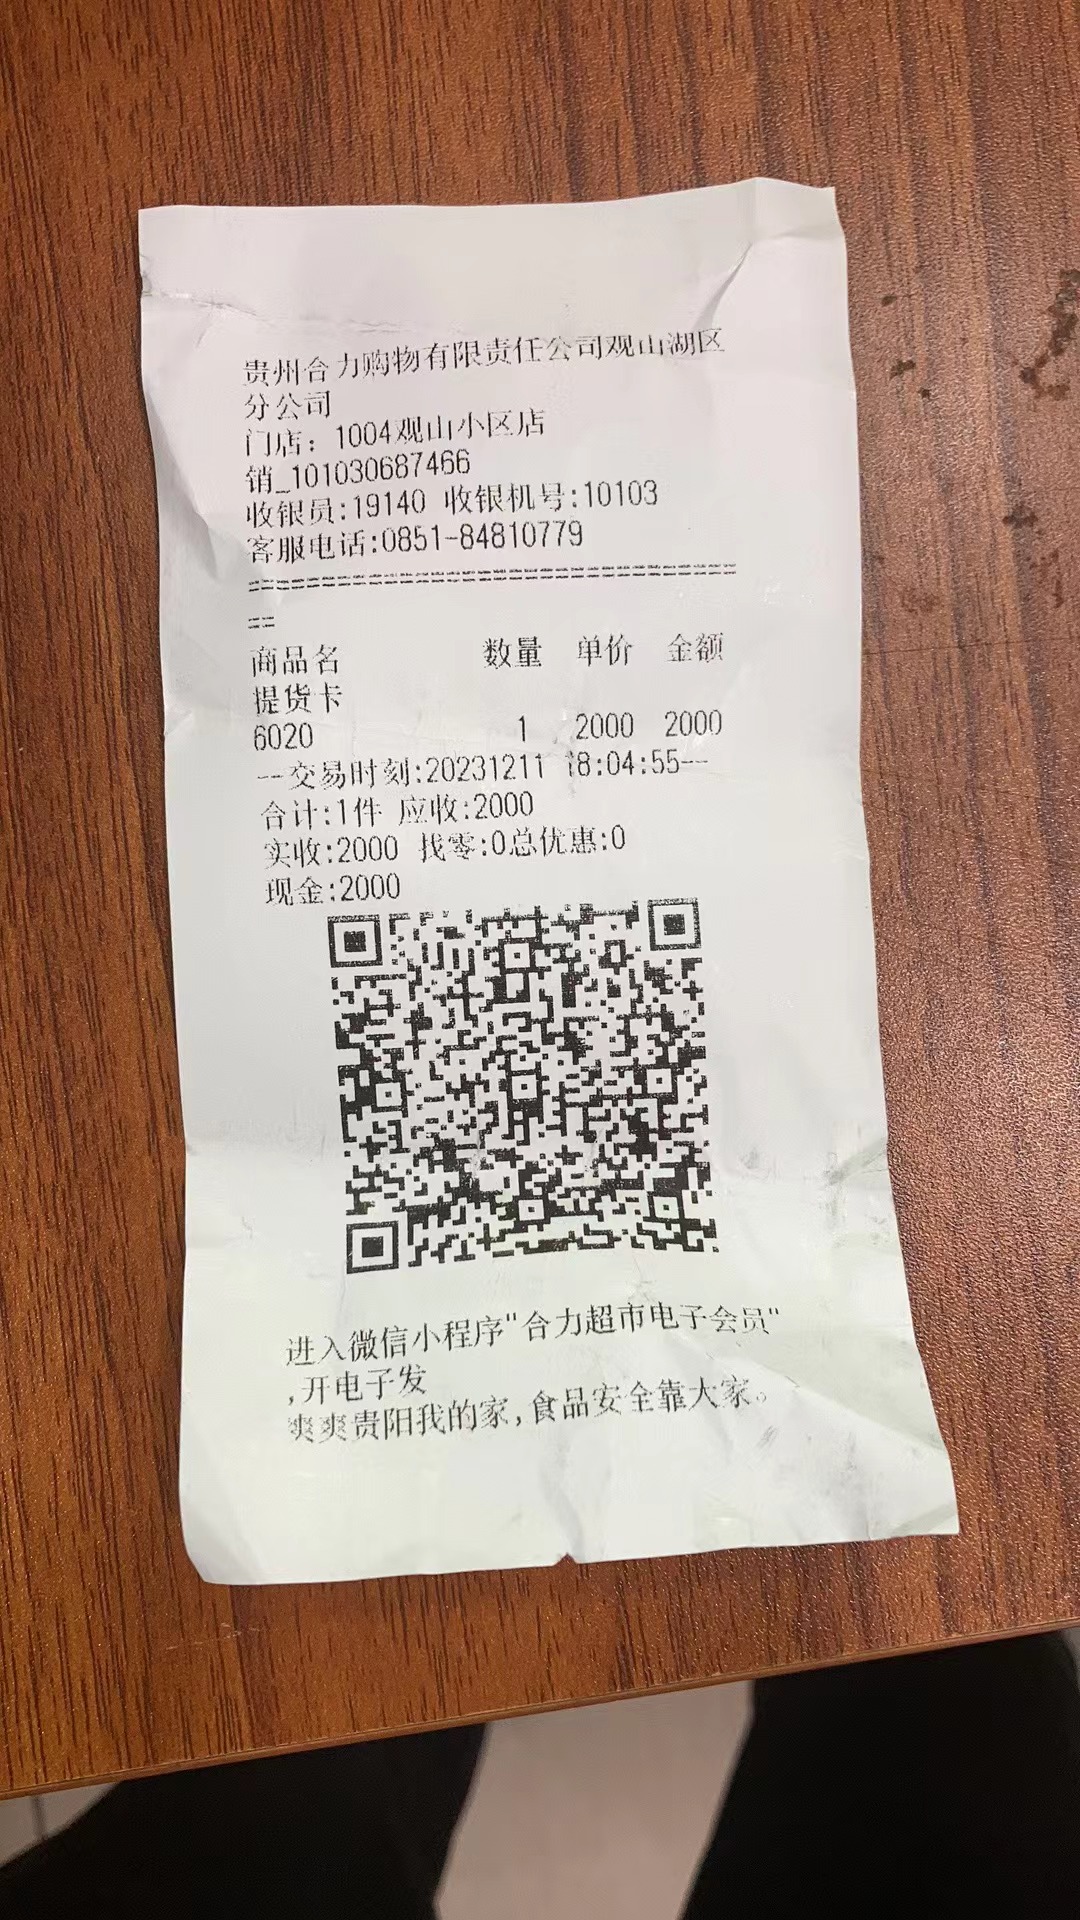 贵州合力购物有限责任公司观山湖区
分公司
门店：1004观山小区店
销_101030687466
收银员:19140 收银机号:10103
客服电话:0851-84810779
==
商品名 数量 单价 金额
提货卡
6020 1 2000 2000
--交易时刻:20231211 18:04:55--
合计:1件 应收:2000
实收:2000 找零:0总优惠:0
现金:2000
进入微信小程序"合力超市电子会员"
,开电子发
爽爽贵阳我的家,食品安全靠大家。